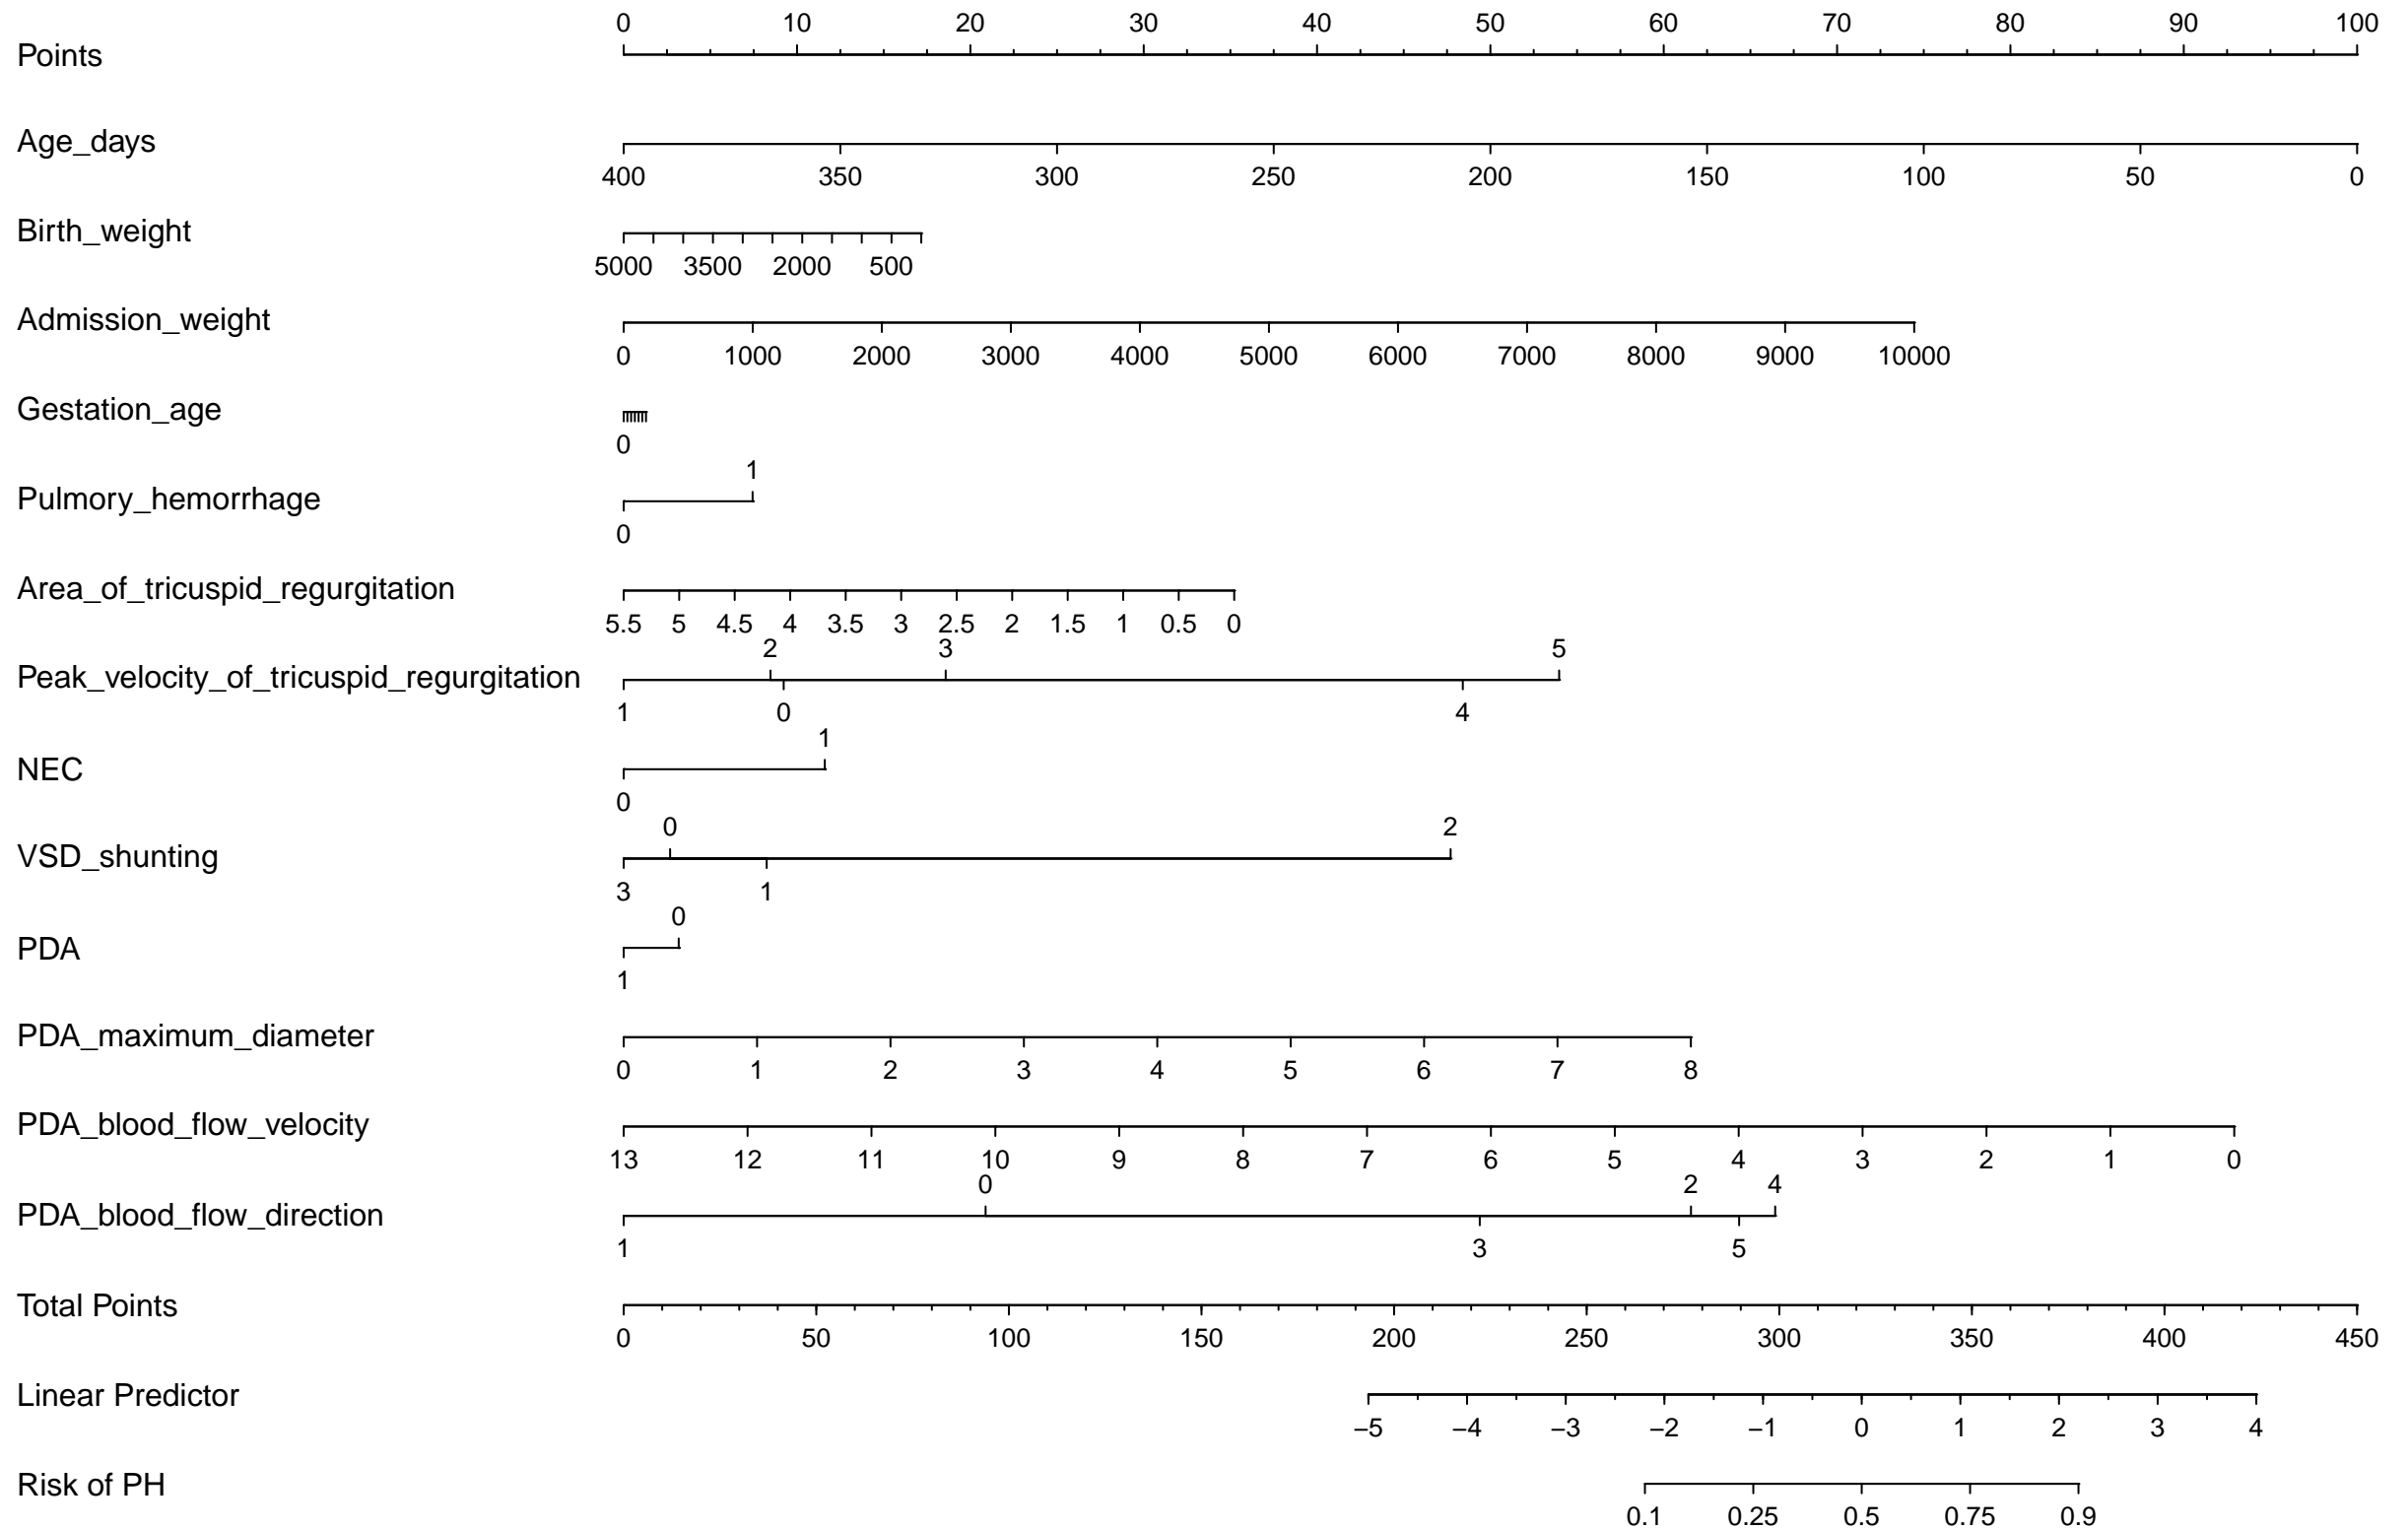 0 10 20 30 40 50 60 70 80 90 100
Points
Age_days
400 350 300 250 200 150 100 50 0
Birth_weight
5000 3500 2000 500
Admission_weight
0 1000 2000 3000 4000 5000 6000 7000 8000 9000 10000
Gestation_age
0
1
Pulmory_hemorrhage
0
Area_of_tricuspid_regurgitation
5.5 5 4.5 4 3.5 3 2.5 2 1.5 1 0.5 0
2 3 5
Peak_velocity_of_tricuspid_regurgitation
1 0 4
1
NEC
0
0 2
VSD_shunting
3 1
0
PDA
1
PDA_maximum_diameter
0 1 2 3 4 5 6 7 8
PDA_blood_flow_velocity
13 12 11 10 9 8 7 6 5 4 3 2 1 0
0 2 4
PDA_blood_flow_direction
1 3 5
Total Points
0 50 100 150 200 250 300 350 400 450
Linear Predictor
−5 −4 −3 −2 −1 0 1 2 3 4
Risk of PH
0.1 0.25 0.5 0.75 0.9